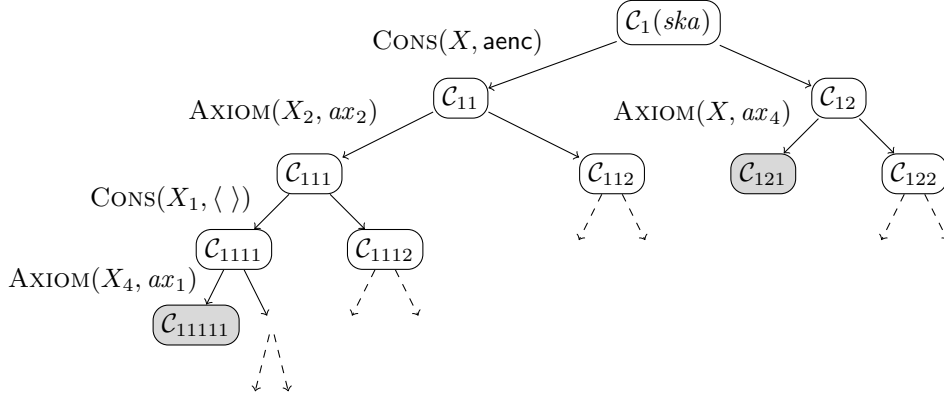 𝒞₁(ska)
CONS(X, aenc)
𝒞₁₁
𝒞₁₂
AXIOM(X₂, ax₂)
AXIOM(X, ax₄)
𝒞₁₁₁
𝒞₁₁₂
𝒞₁₂₁
𝒞₁₂₂
CONS(X₁, ⟨ ⟩)
𝒞₁₁₁₁
𝒞₁₁₁₂
AXIOM(X₄, ax₁)
𝒞₁₁₁₁₁